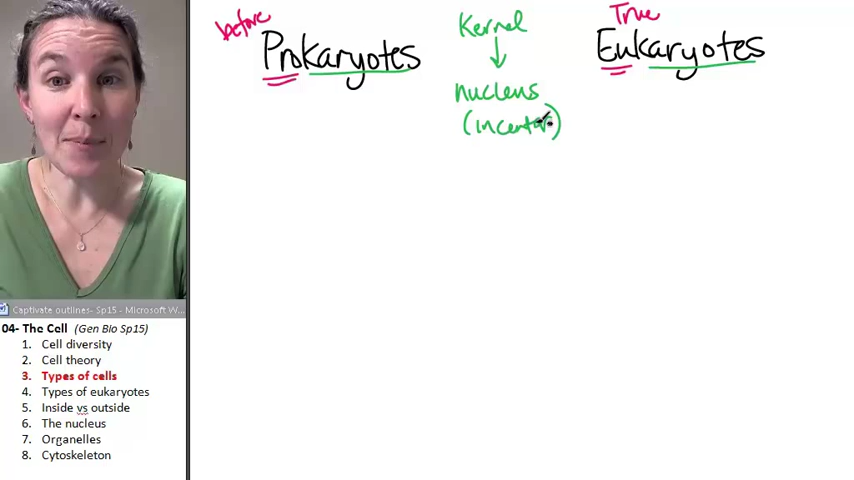 before
Prokaryotes
Kernel
nucleus
(in
True
Eukaryotes
Captivate outlines- Sp15 - Microsoft W...
04- The Cell (Gen Bio Sp15)
1. Cell diversity
2. Cell theory
3. Types of cells
4. Types of eukaryotes
5. Inside vs outside
6. The nucleus
7. Organelles
8. Cytoskeleton